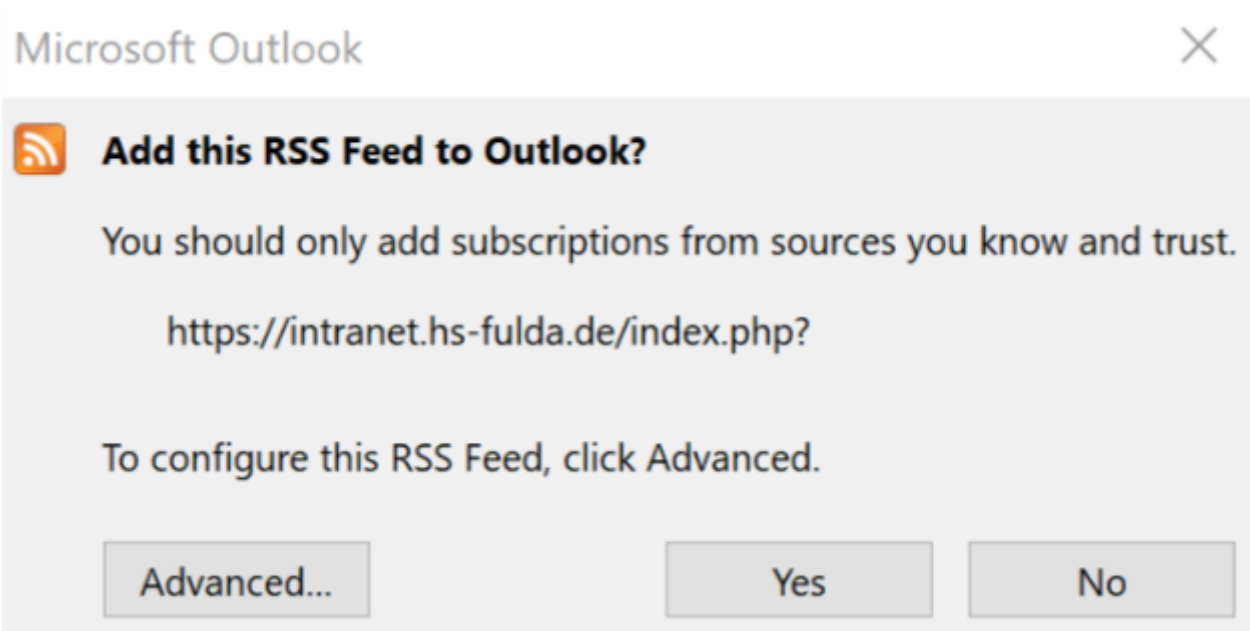 Microsoft Outlook
Add this RSS Feed to Outlook?
You should only add subscriptions from sources you know and trust.
https://intranet.hs-fulda.de/index.php?
To configure this RSS Feed, click Advanced.
Advanced... Yes No